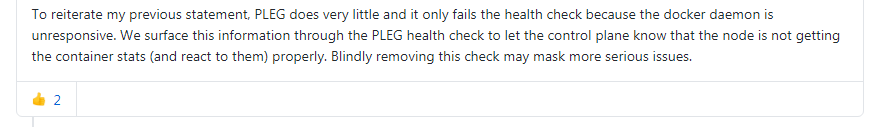 To reiterate my previous statement, PLEG does very little and it only fails the health check because the docker daemon is
unresponsive. We surface this information through the PLEG health check to let the control plane know that the node is not getting
the container stats (and react to them) properly. Blindly removing this check may mask more serious issues.
👍 2